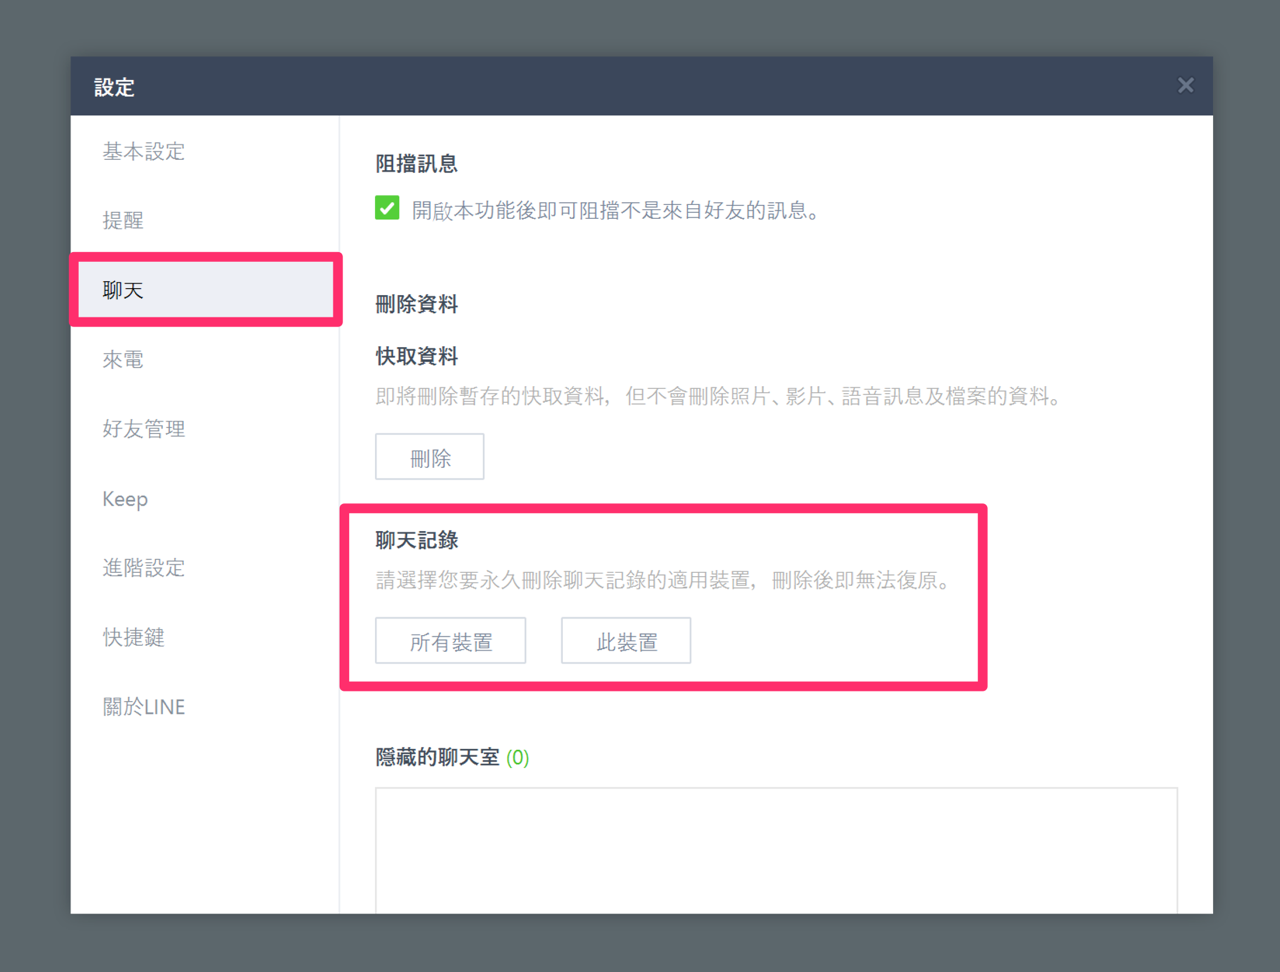 設定
基本設定
提醒
聊天
來電
好友管理
Keep
進階設定
快捷鍵
關於LINE
阻擋訊息
開啟本功能後即可阻擋不是來自好友的訊息。
刪除資料
快取資料
即將刪除暫存的快取資料，但不會刪除照片、影片、語音訊息及檔案的資料。
刪除
聊天記錄
請選擇您要永久刪除聊天記錄的適用裝置，刪除後即無法復原。
所有裝置 此裝置
隱藏的聊天室 (0)